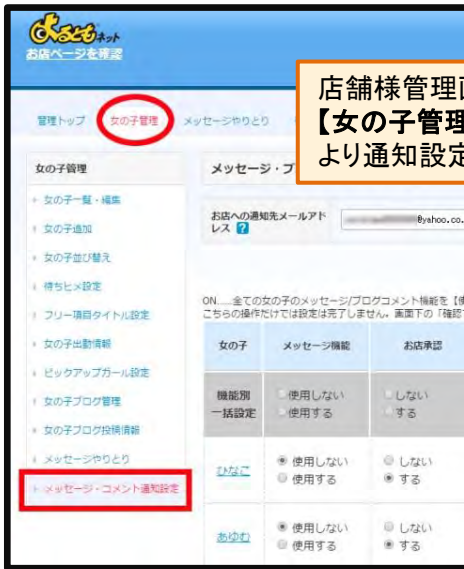 よるともネット
お店ページを確認
店舗様管理画
【女の子管理
より通知設定
管理トップ 女の子管理 メッセージやりとり
女の子管理
女の子一覧・編集
女の子追加
女の子並び替え
待ちヒメ設定
フリー項目タイトル設定
女の子出勤情報
ピックアップガール設定
女の子ブログ管理
女の子ブログ投稿情報
メッセージやりとり
メッセージ・コメント通知設定
メッセージ・ブ
お店への通知先メールアド
レス ?
@yahoo.co.
ON......全ての女の子のメッセージ/ブログコメント機能を【使
こちらの操作だけでは設定は完了しません。画面下の「確認
女の子 メッセージ機能 お店承認
機能別
一括設定
使用しない しない
使用する する
ひなこ
使用しない しない
使用する する
あゆむ
使用しない しない
使用する する